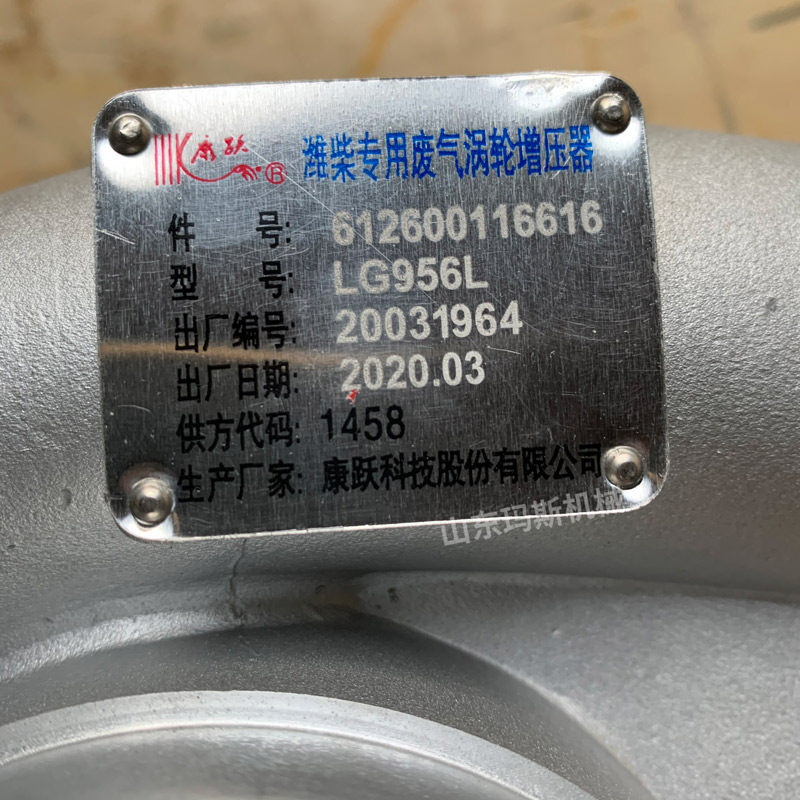 康跃® 潍柴专用废气涡轮增压器
件 号: 612600116616
型 号: LG956L
出厂编号: 20031964
出厂日期: 2020.03
供方代码: 1458
生产厂家: 康跃科技股份有限公司
山东玛斯机械